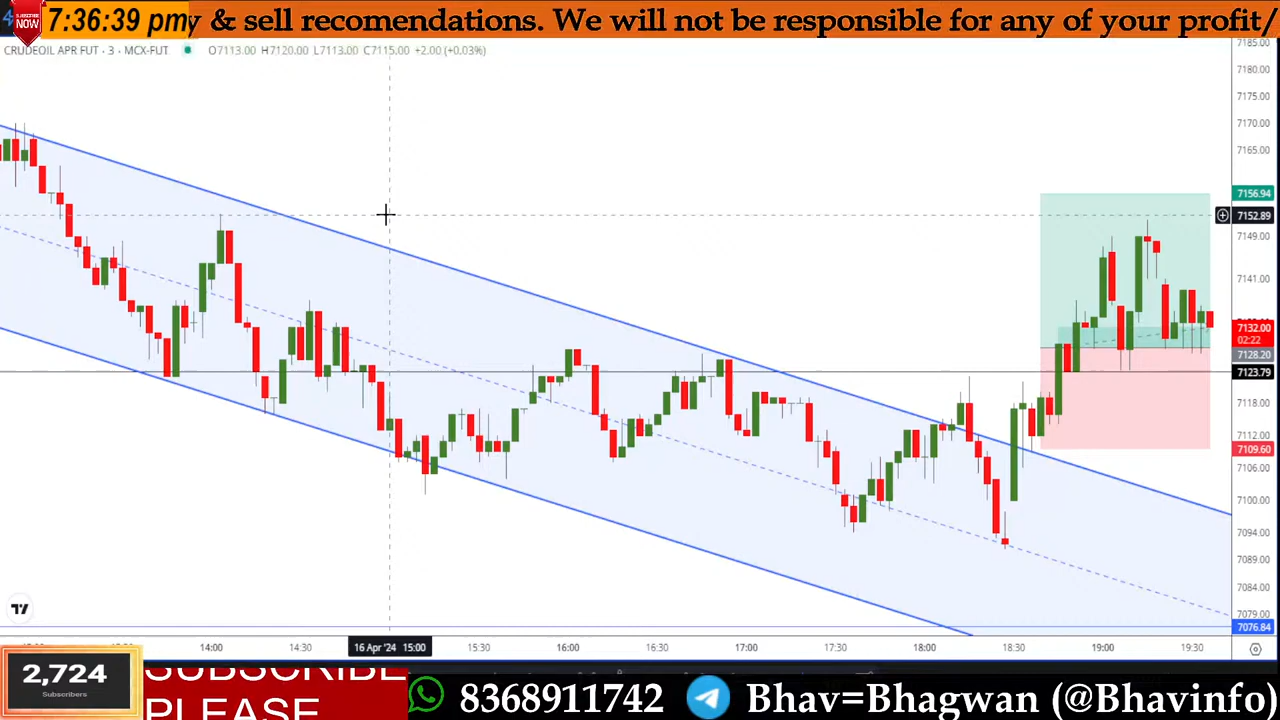 7:36:39 pm
y & sell recomendations. We will not be responsible for any of your profit/
SUBSCRIBE
NOW
CRUDEOIL APR FUT · 3 · MCX-FUT O7113.00 H7120.00 L7113.00 C7115.00 +2.00 (+0.03%)
7185.00
7180.00
7175.00
7170.00
7165.00
7156.94
7152.89
7149.00
7141.00
7132.00
02:22
7128.20
7123.79
7118.00
7112.00
7109.60
7106.00
7100.00
7094.00
7089.00
7084.00
7079.00
7076.84
14:00 14:30 16 Apr '24 15:00 15:30 16:00 16:30 17:00 17:30 18:00 18:30 19:00 19:30
2,724
Subscribers
SUBSCRIBE
PLEASE
8368911742 Bhav=Bhagwan (@Bhavinfo)